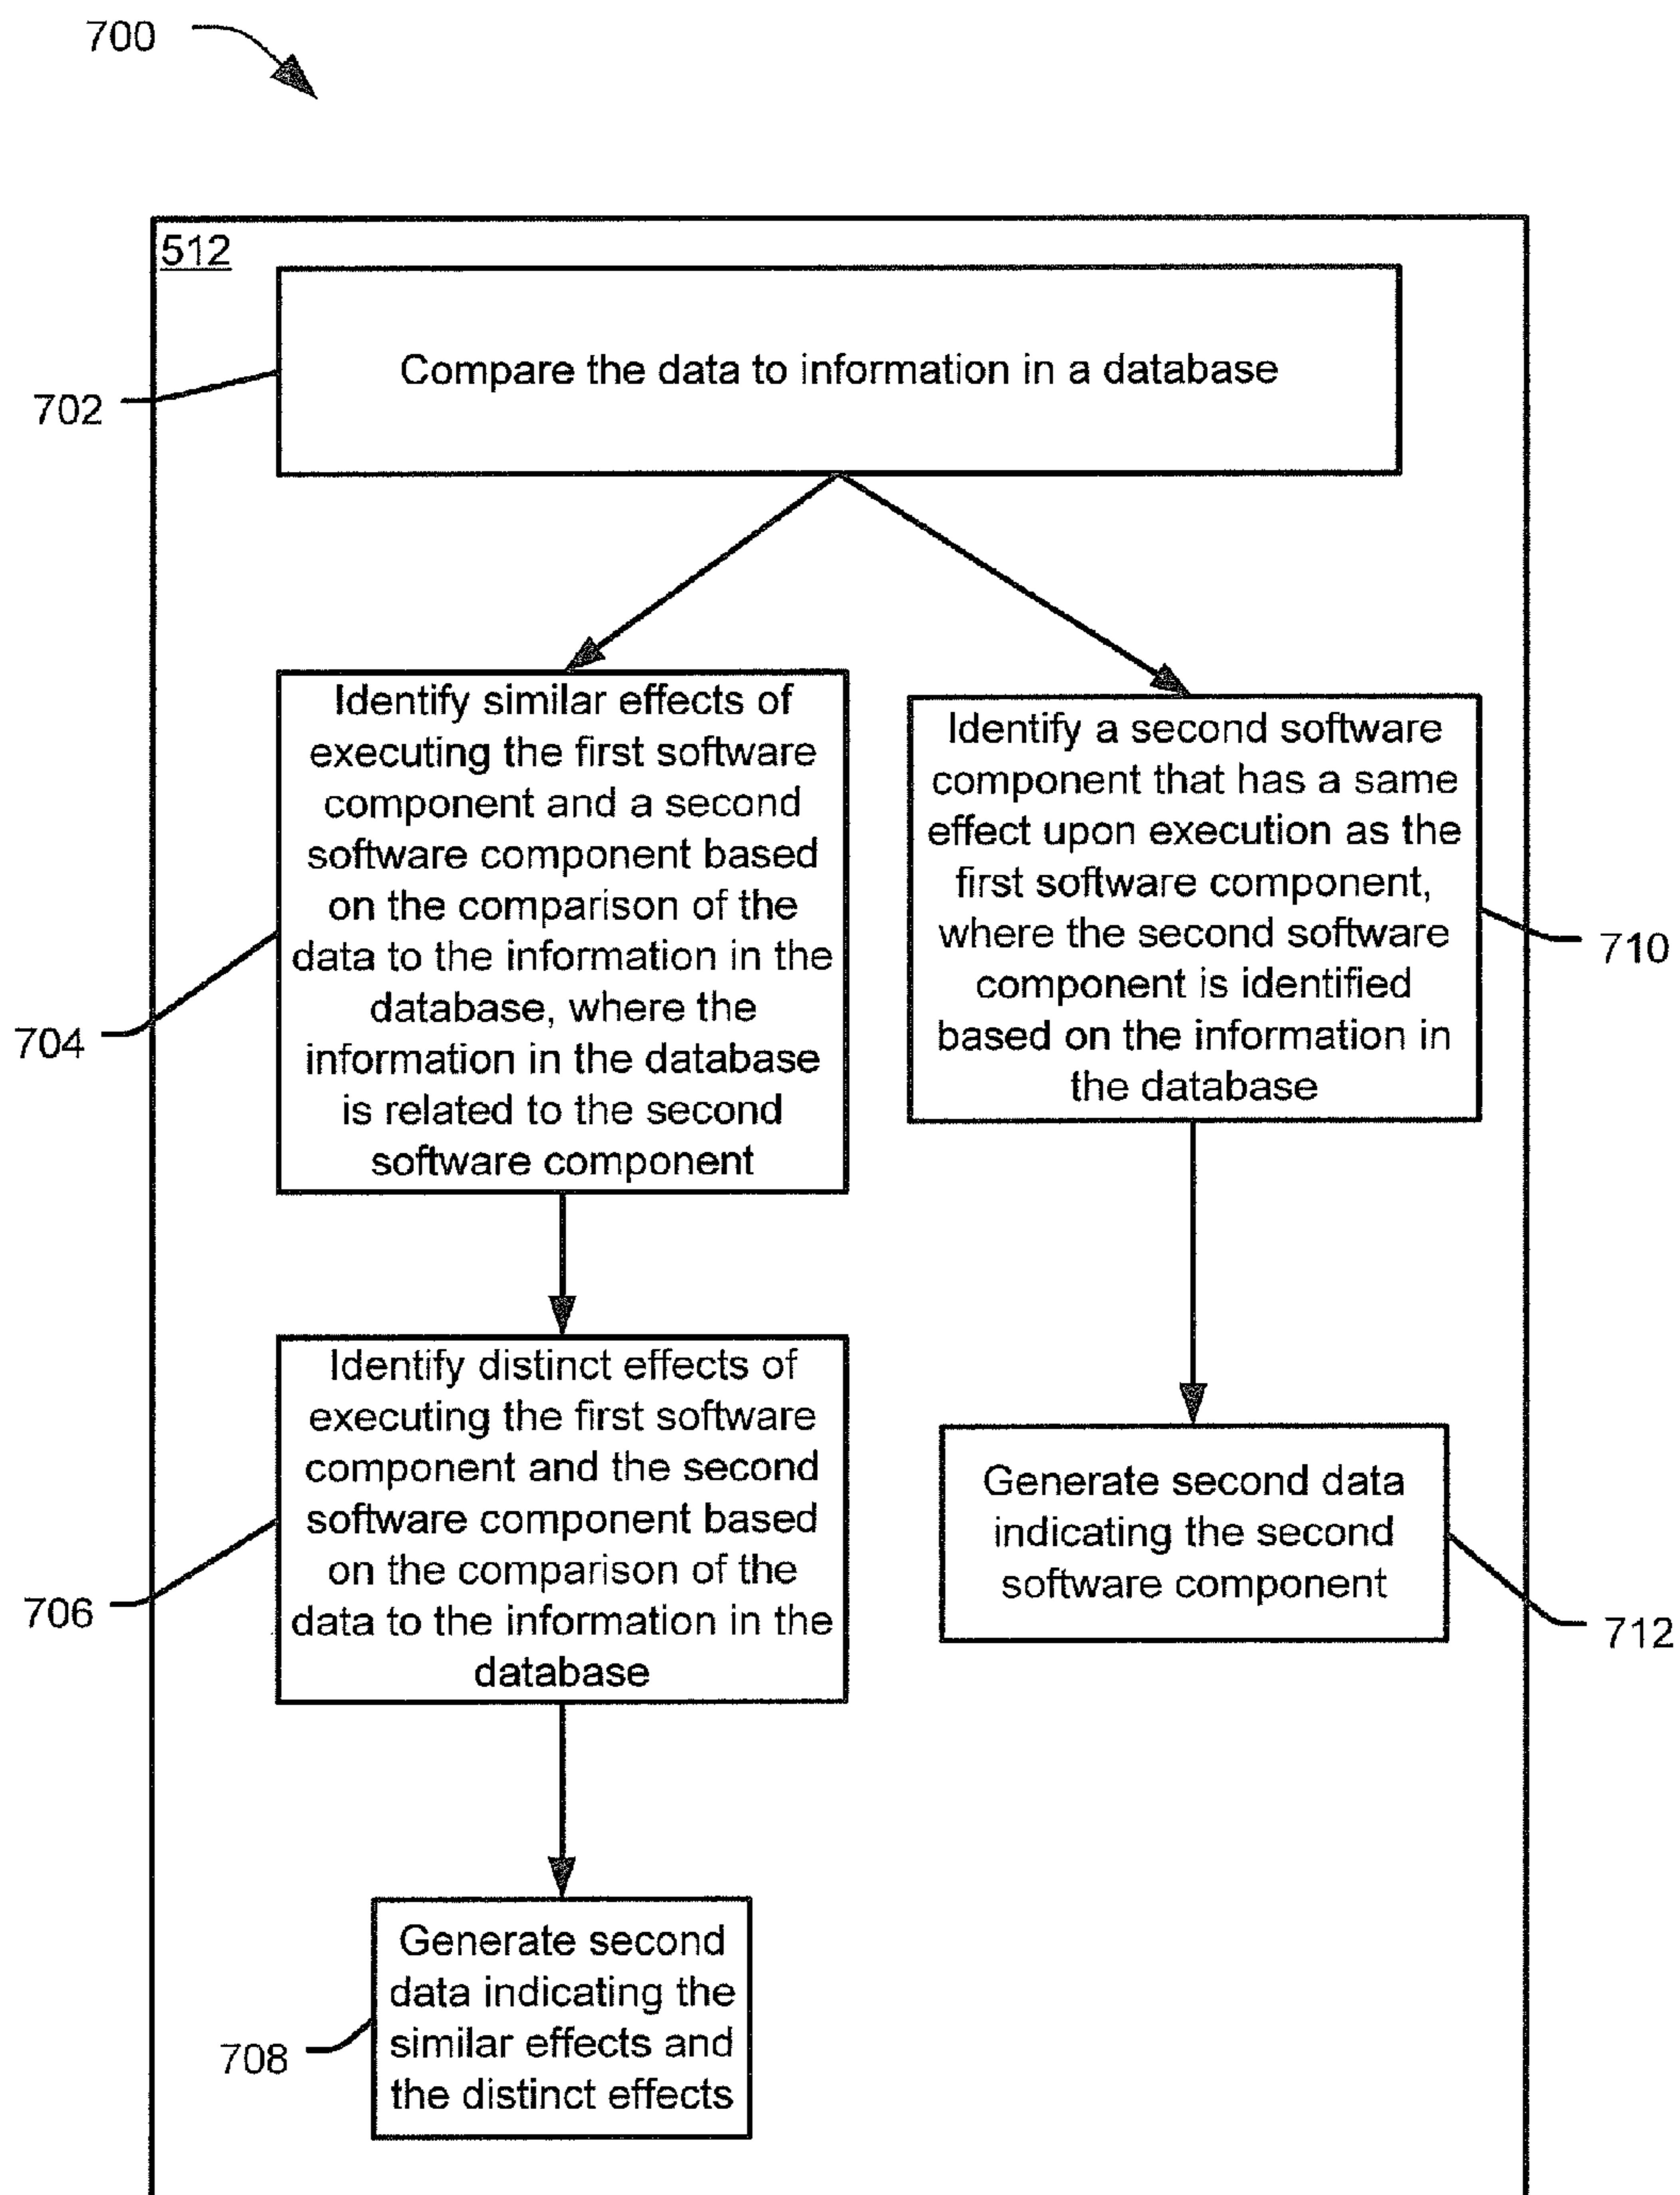 700
512
Compare the data to information in a database
702
Identify similar effects of
executing the first software
component and a second
software component based
on the comparison of the
data to the information in the
database, where the
information in the database
is related to the second
software component
704
Identify a second software
component that has a same
effect upon execution as the
first software component,
where the second software
component is identified
based on the information in
the database
710
Identify distinct effects of
executing the first software
component and the second
software component based
on the comparison of the
data to the information in the
database
706
Generate second data
indicating the second
software component
712
Generate second
data indicating the
similar effects and
the distinct effects
708